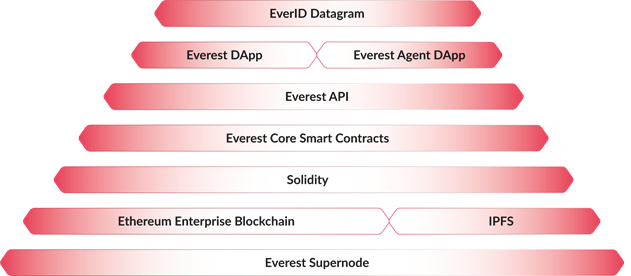 EverID Datagram
Everest DApp Everest Agent DApp
Everest API
Everest Core Smart Contracts
Solidity
Ethereum Enterprise Blockchain IPFS
Everest Supernode